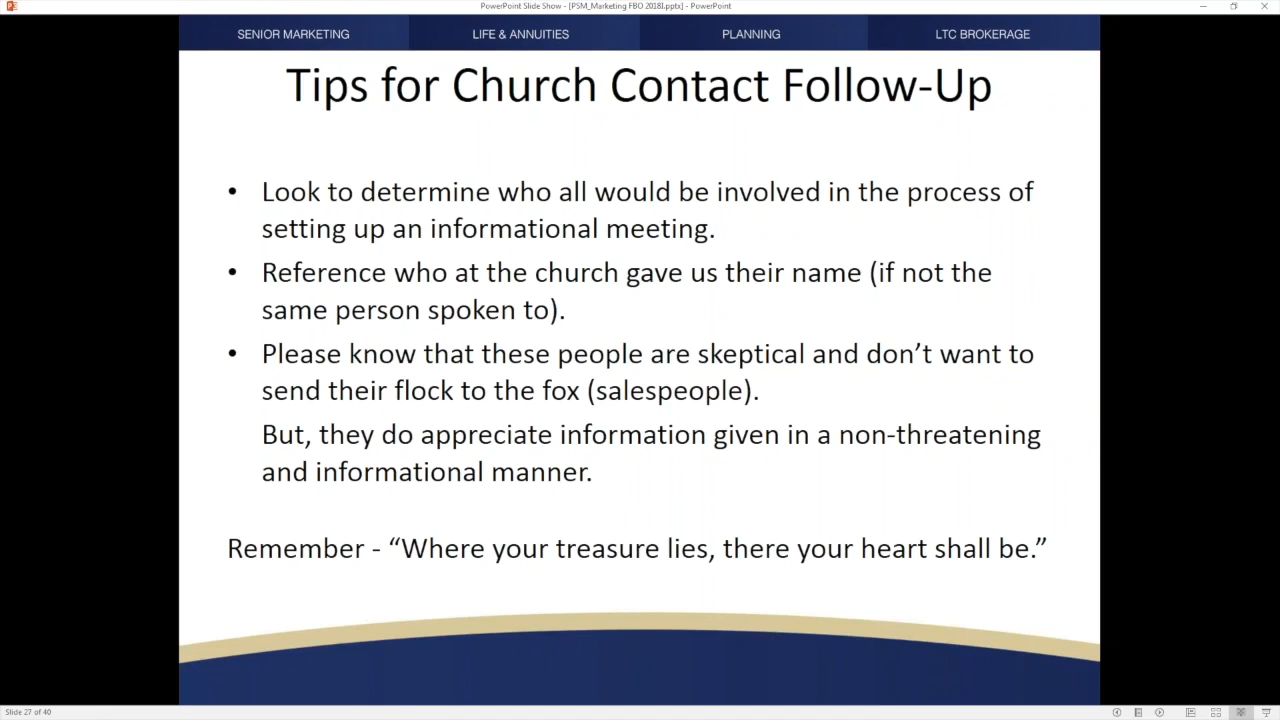 PowerPoint Slide Show - [PSM_Marketing FBO 2018I.pptx] - PowerPoint
SENIOR MARKETING
LIFE & ANNUITIES
PLANNING
LTC BROKERAGE
Tips for Church Contact Follow-Up
• Look to determine who all would be involved in the process of
setting up an informational meeting.
• Reference who at the church gave us their name (if not the
same person spoken to).
• Please know that these people are skeptical and don’t want to
send their flock to the fox (salespeople).
But, they do appreciate information given in a non-threatening
and informational manner.
Remember - “Where your treasure lies, there your heart shall be.”
Slide 27 of 40